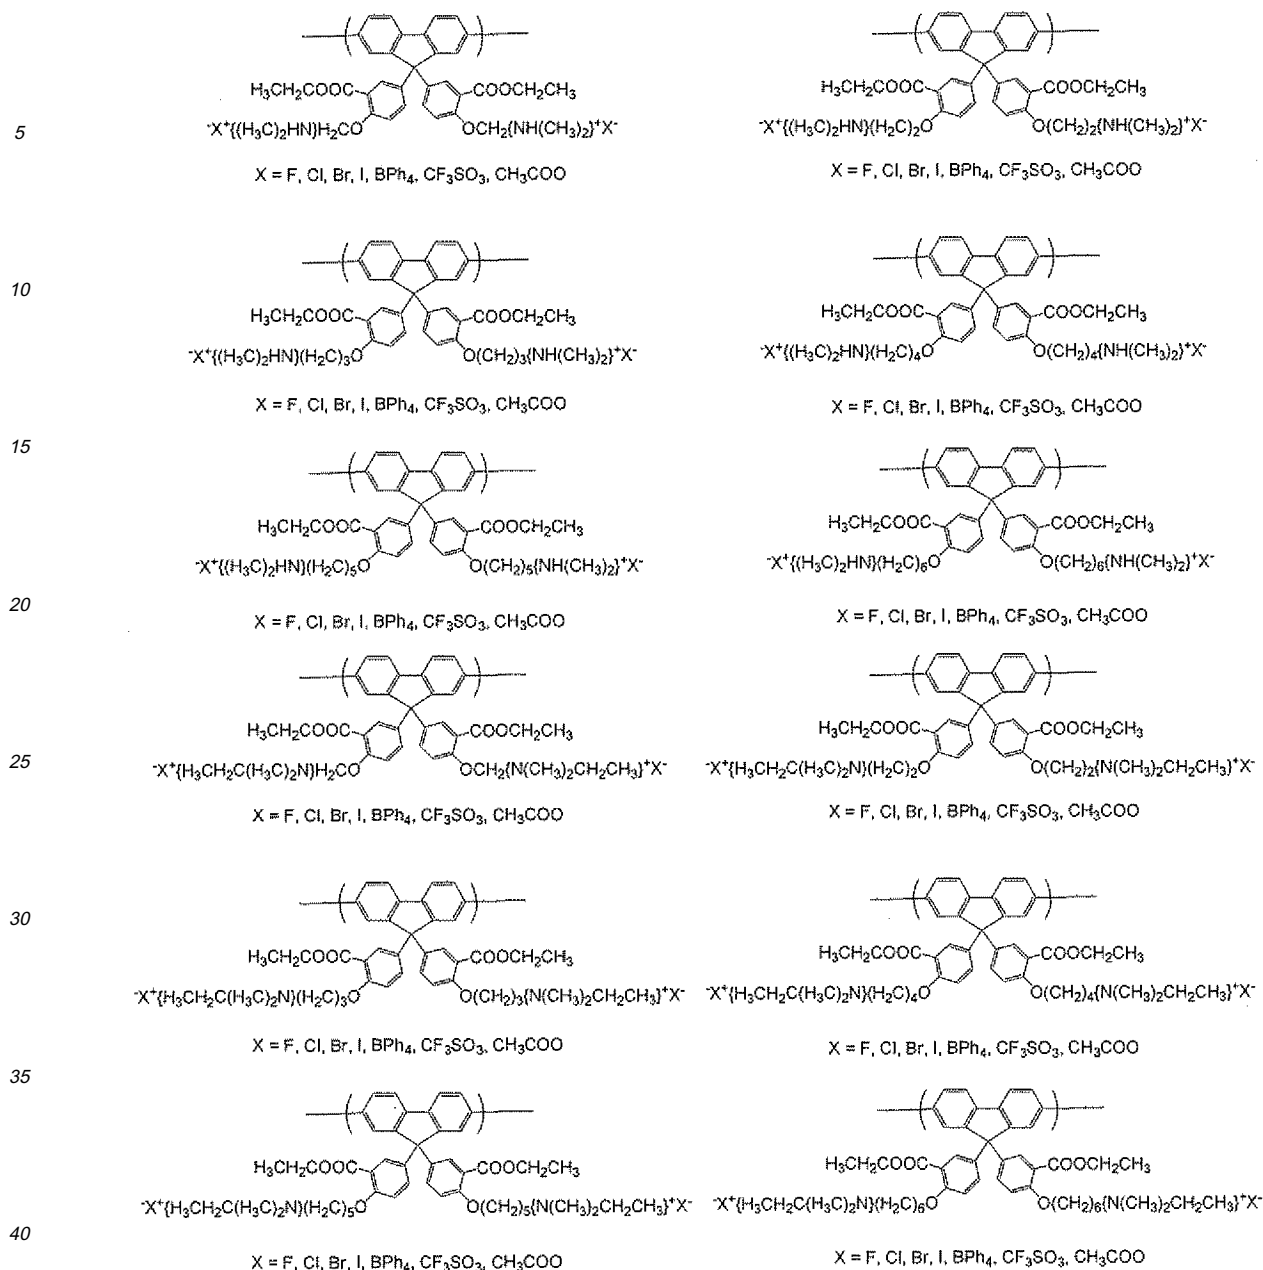 H₃CH₂COOC COOCH₂CH₃ H₃CH₂COOC COOCH₂CH₃
5 ⁻X⁺{(H₃C)₂HN}H₂CO OCH₂{NH(CH₃)₂}⁺X⁻ ⁻X⁺{(H₃C)₂HN}(H₂C)₂O O(CH₂)₂{NH(CH₃)₂}⁺X⁻
X = F, Cl, Br, I, BPh₄, CF₃SO₃, CH₃COO X = F, Cl, Br, I, BPh₄, CF₃SO₃, CH₃COO
10
H₃CH₂COOC COOCH₂CH₃ H₃CH₂COOC COOCH₂CH₃
⁻X⁺{(H₃C)₂HN}(H₂C)₃O O(CH₂)₃{NH(CH₃)₂}⁺X⁻ ⁻X⁺{(H₃C)₂HN}(H₂C)₄O O(CH₂)₄{NH(CH₃)₂}⁺X⁻
X = F, Cl, Br, I, BPh₄, CF₃SO₃, CH₃COO X = F, Cl, Br, I, BPh₄, CF₃SO₃, CH₃COO
15
H₃CH₂COOC COOCH₂CH₃ H₃CH₂COOC COOCH₂CH₃
⁻X⁺{(H₃C)₂HN}(H₂C)₅O O(CH₂)₅{NH(CH₃)₂}⁺X⁻ ⁻X⁺{(H₃C)₂HN}(H₂C)₆O O(CH₂)₆{NH(CH₃)₂}⁺X⁻
20
X = F, Cl, Br, I, BPh₄, CF₃SO₃, CH₃COO X = F, Cl, Br, I, BPh₄, CF₃SO₃, CH₃COO
H₃CH₂COOC COOCH₂CH₃ H₃CH₂COOC COOCH₂CH₃
25 ⁻X⁺{H₃CH₂C(H₃C)₂N}H₂CO OCH₂{N(CH₃)₂CH₂CH₃}⁺X⁻ ⁻X⁺{H₃CH₂C(H₃C)₂N}(H₂C)₂O O(CH₂)₂{N(CH₃)₂CH₂CH₃}⁺X⁻
X = F, Cl, Br, I, BPh₄, CF₃SO₃, CH₃COO X = F, Cl, Br, I, BPh₄, CF₃SO₃, CH₃COO
30
H₃CH₂COOC COOCH₂CH₃ H₃CH₂COOC COOCH₂CH₃
⁻X⁺{H₃CH₂C(H₃C)₂N}(H₂C)₃O O(CH₂)₃{N(CH₃)₂CH₂CH₃}⁺X⁻ ⁻X⁺{H₃CH₂C(H₃C)₂N}(H₂C)₄O O(CH₂)₄{N(CH₃)₂CH₂CH₃}⁺X⁻
X = F, Cl, Br, I, BPh₄, CF₃SO₃, CH₃COO X = F, Cl, Br, I, BPh₄, CF₃SO₃, CH₃COO
35
H₃CH₂COOC COOCH₂CH₃ H₃CH₂COOC COOCH₂CH₃
⁻X⁺{H₃CH₂C(H₃C)₂N}(H₂C)₅O O(CH₂)₅{N(CH₃)₂CH₂CH₃}⁺X⁻ ⁻X⁺{H₃CH₂C(H₃C)₂N}(H₂C)₆O O(CH₂)₆{N(CH₃)₂CH₂CH₃}⁺X⁻
40
X = F, Cl, Br, I, BPh₄, CF₃SO₃, CH₃COO X = F, Cl, Br, I, BPh₄, CF₃SO₃, CH₃COO